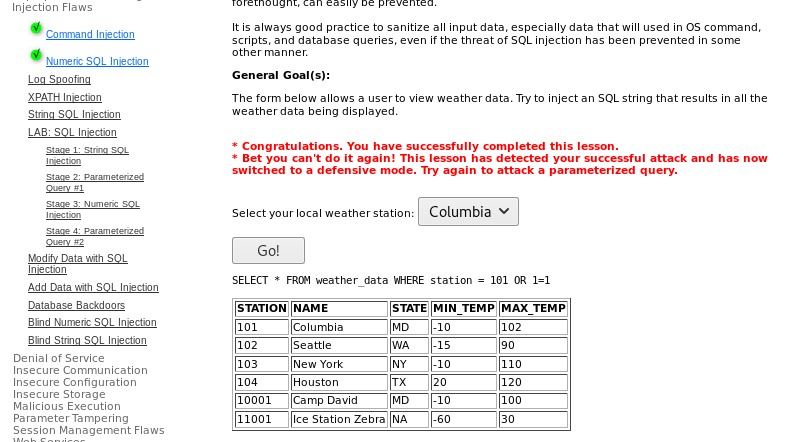 Injection Flaws
Command Injection
Numeric SQL Injection
Log Spoofing
XPATH Injection
String SQL Injection
LAB: SQL Injection
Stage 1: String SQL
Injection
Stage 2: Parameterized
Query #1
Stage 3: Numeric SQL
Injection
Stage 4: Parameterized
Query #2
Modify Data with SQL
Injection
Add Data with SQL Injection
Database Backdoors
Blind Numeric SQL Injection
Blind String SQL Injection
Denial of Service
Insecure Communication
Insecure Configuration
Insecure Storage
Malicious Execution
Parameter Tampering
Session Management Flaws
Web Services
forethought, can easily be prevented.
It is always good practice to sanitize all input data, especially data that will used in OS command,
scripts, and database queries, even if the threat of SQL injection has been prevented in some
other manner.
General Goal(s):
The form below allows a user to view weather data. Try to inject an SQL string that results in all the
weather data being displayed.
* Congratulations. You have successfully completed this lesson.
* Bet you can't do it again! This lesson has detected your successful attack and has now
switched to a defensive mode. Try again to attack a parameterized query.
Select your local weather station: Columbia
Go!
SELECT * FROM weather_data WHERE station = 101 OR 1=1
STATION NAME STATE MIN_TEMP MAX_TEMP
101 Columbia MD -10 102
102 Seattle WA -15 90
103 New York NY -10 110
104 Houston TX 20 120
10001 Camp David MD -10 100
11001 Ice Station Zebra NA -60 30